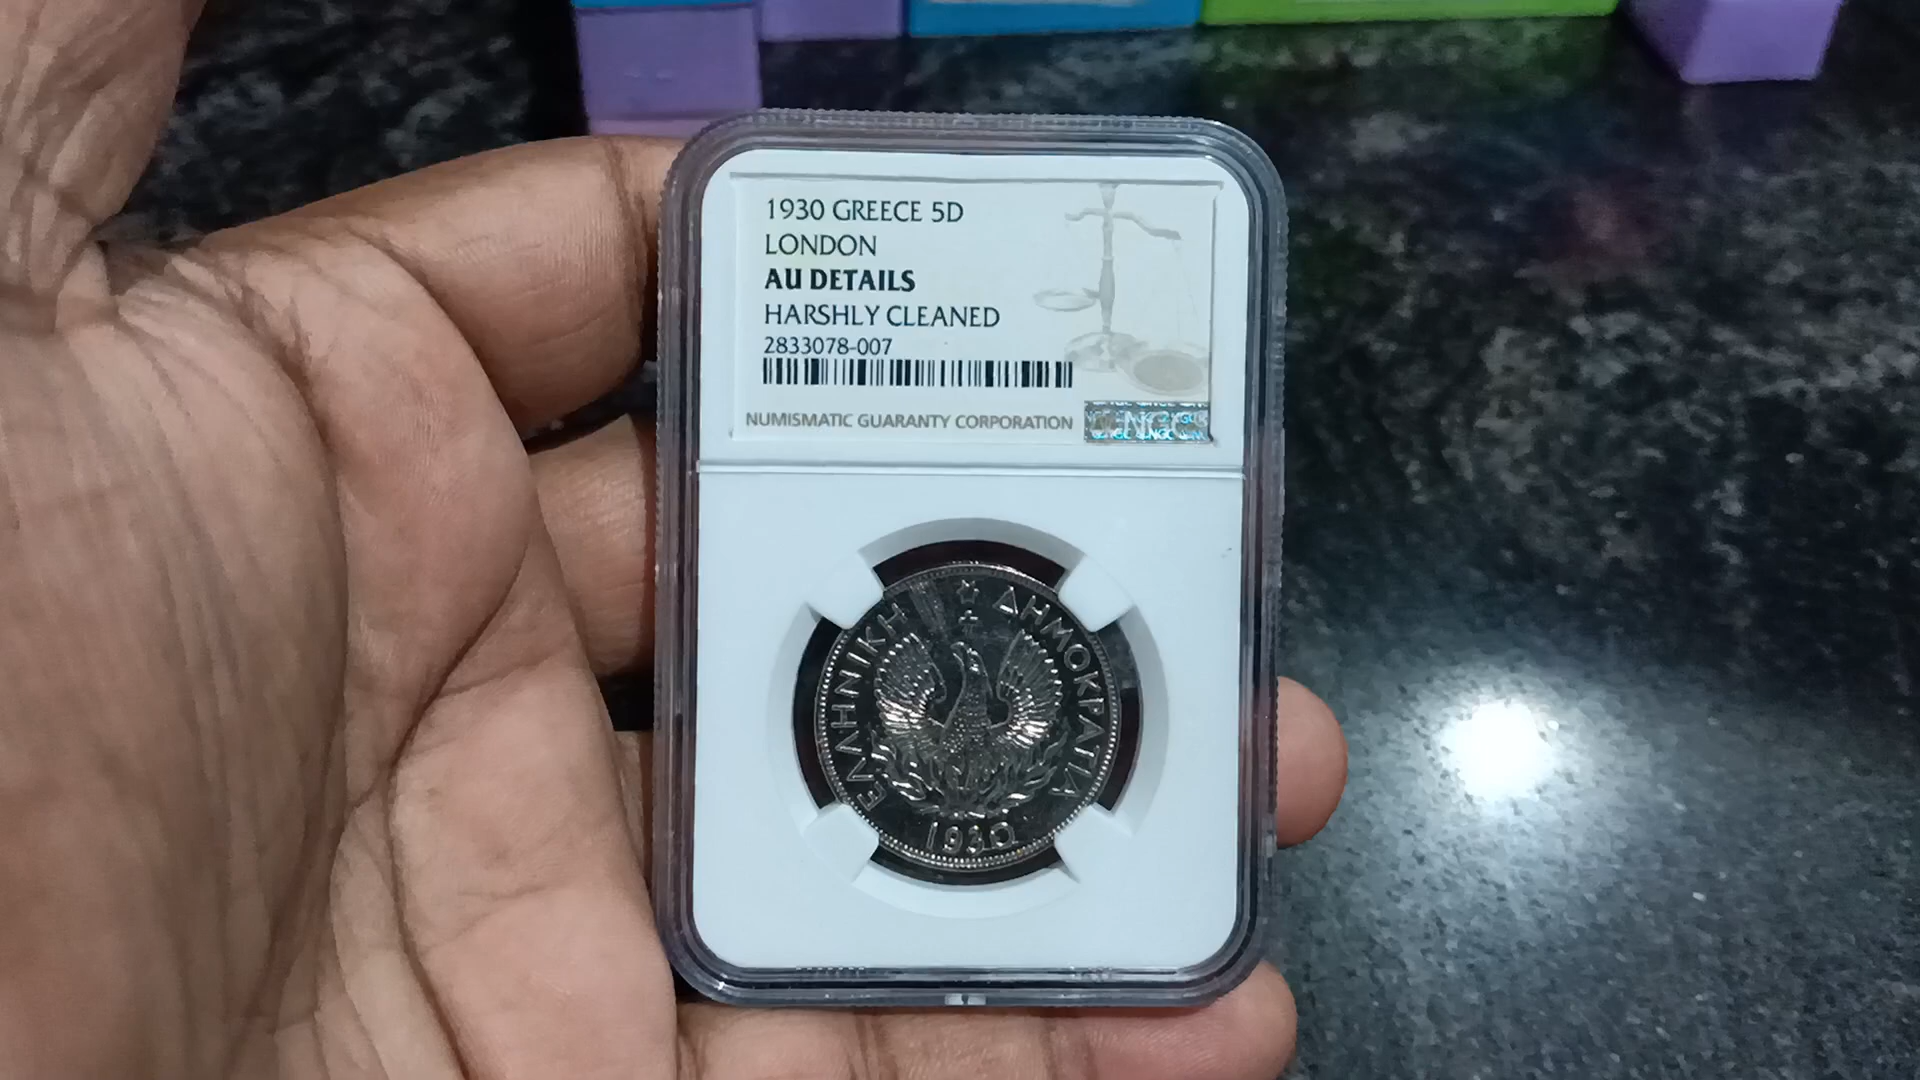 1930 GREECE 5D
LONDON
AU DETAILS
HARSHLY CLEANED
2833078-007
NUMISMATIC GUARANTY CORPORATION
NGC
ΕΛΛΗΝΙΚΗ ΔΗΜΟΚΡΑΤΙΑ
1930